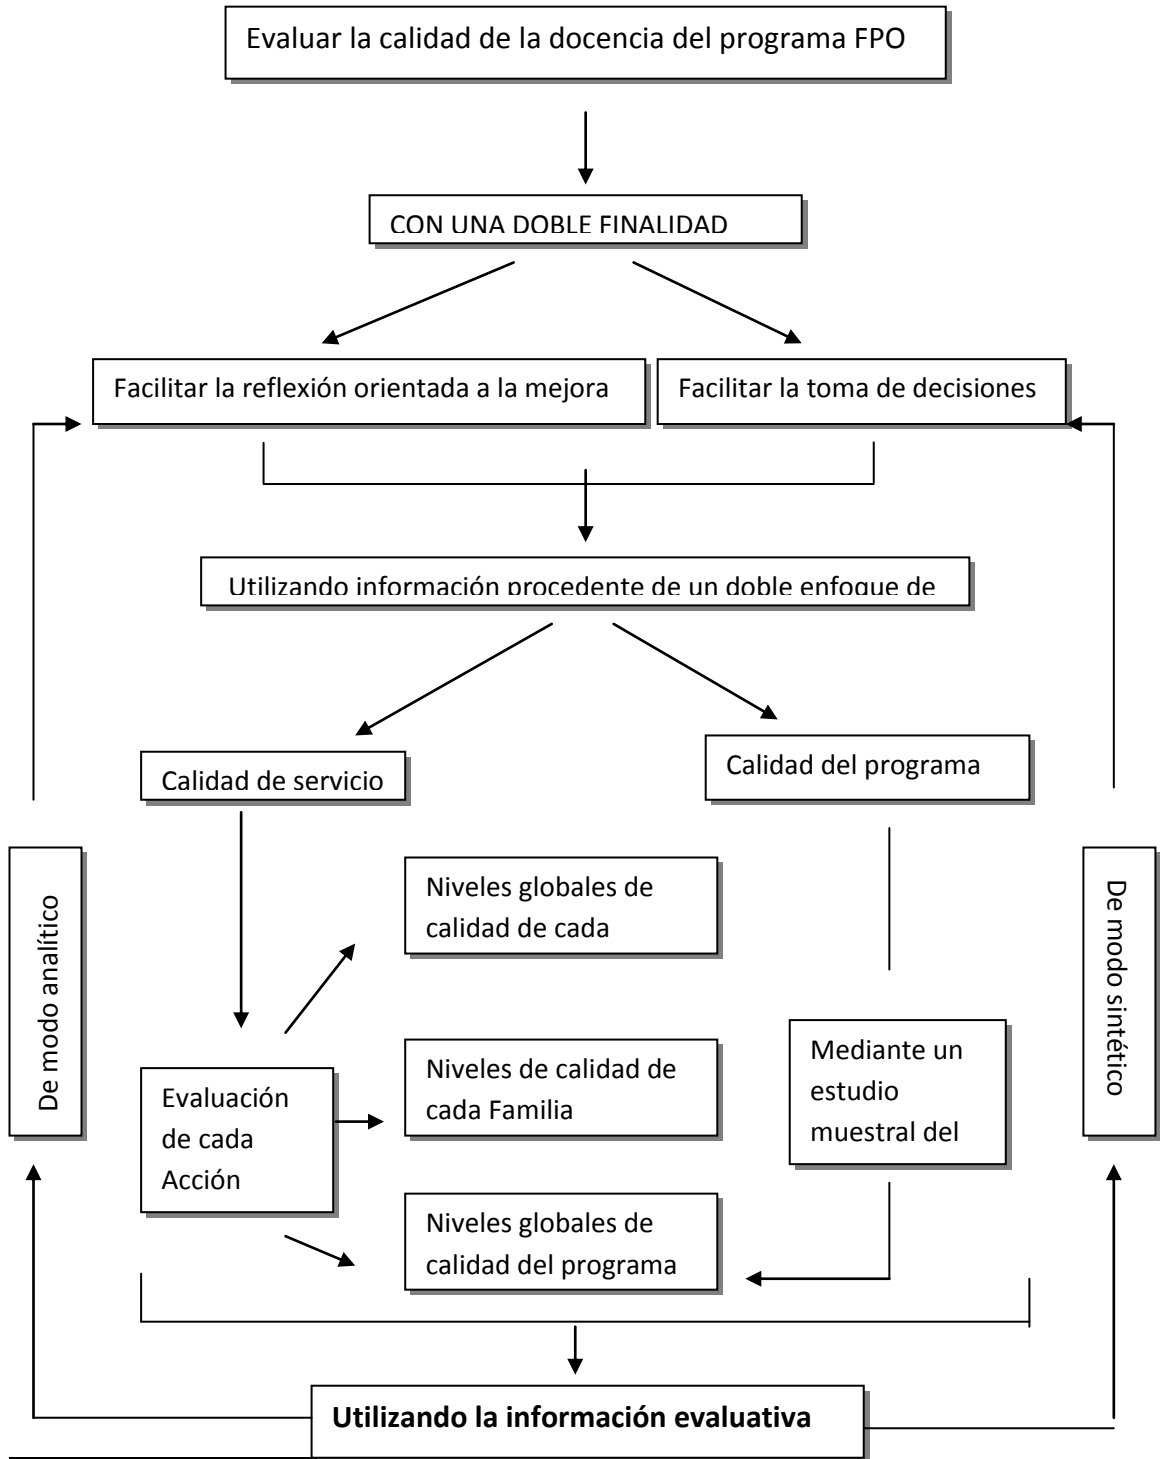 Evaluar la calidad de la docencia del programa FPO
CON UNA DOBLE FINALIDAD
Facilitar la reflexión orientada a la mejora
Facilitar la toma de decisiones
Utilizando información procedente de un doble enfoque de
Calidad de servicio
Calidad del programa
Niveles globales de
calidad de cada
De modo analítico
De modo sintético
Mediante un
estudio
muestral del
Niveles de calidad de
cada Familia
Evaluación
de cada
Acción
Niveles globales de
calidad del programa
Utilizando la información evaluativa